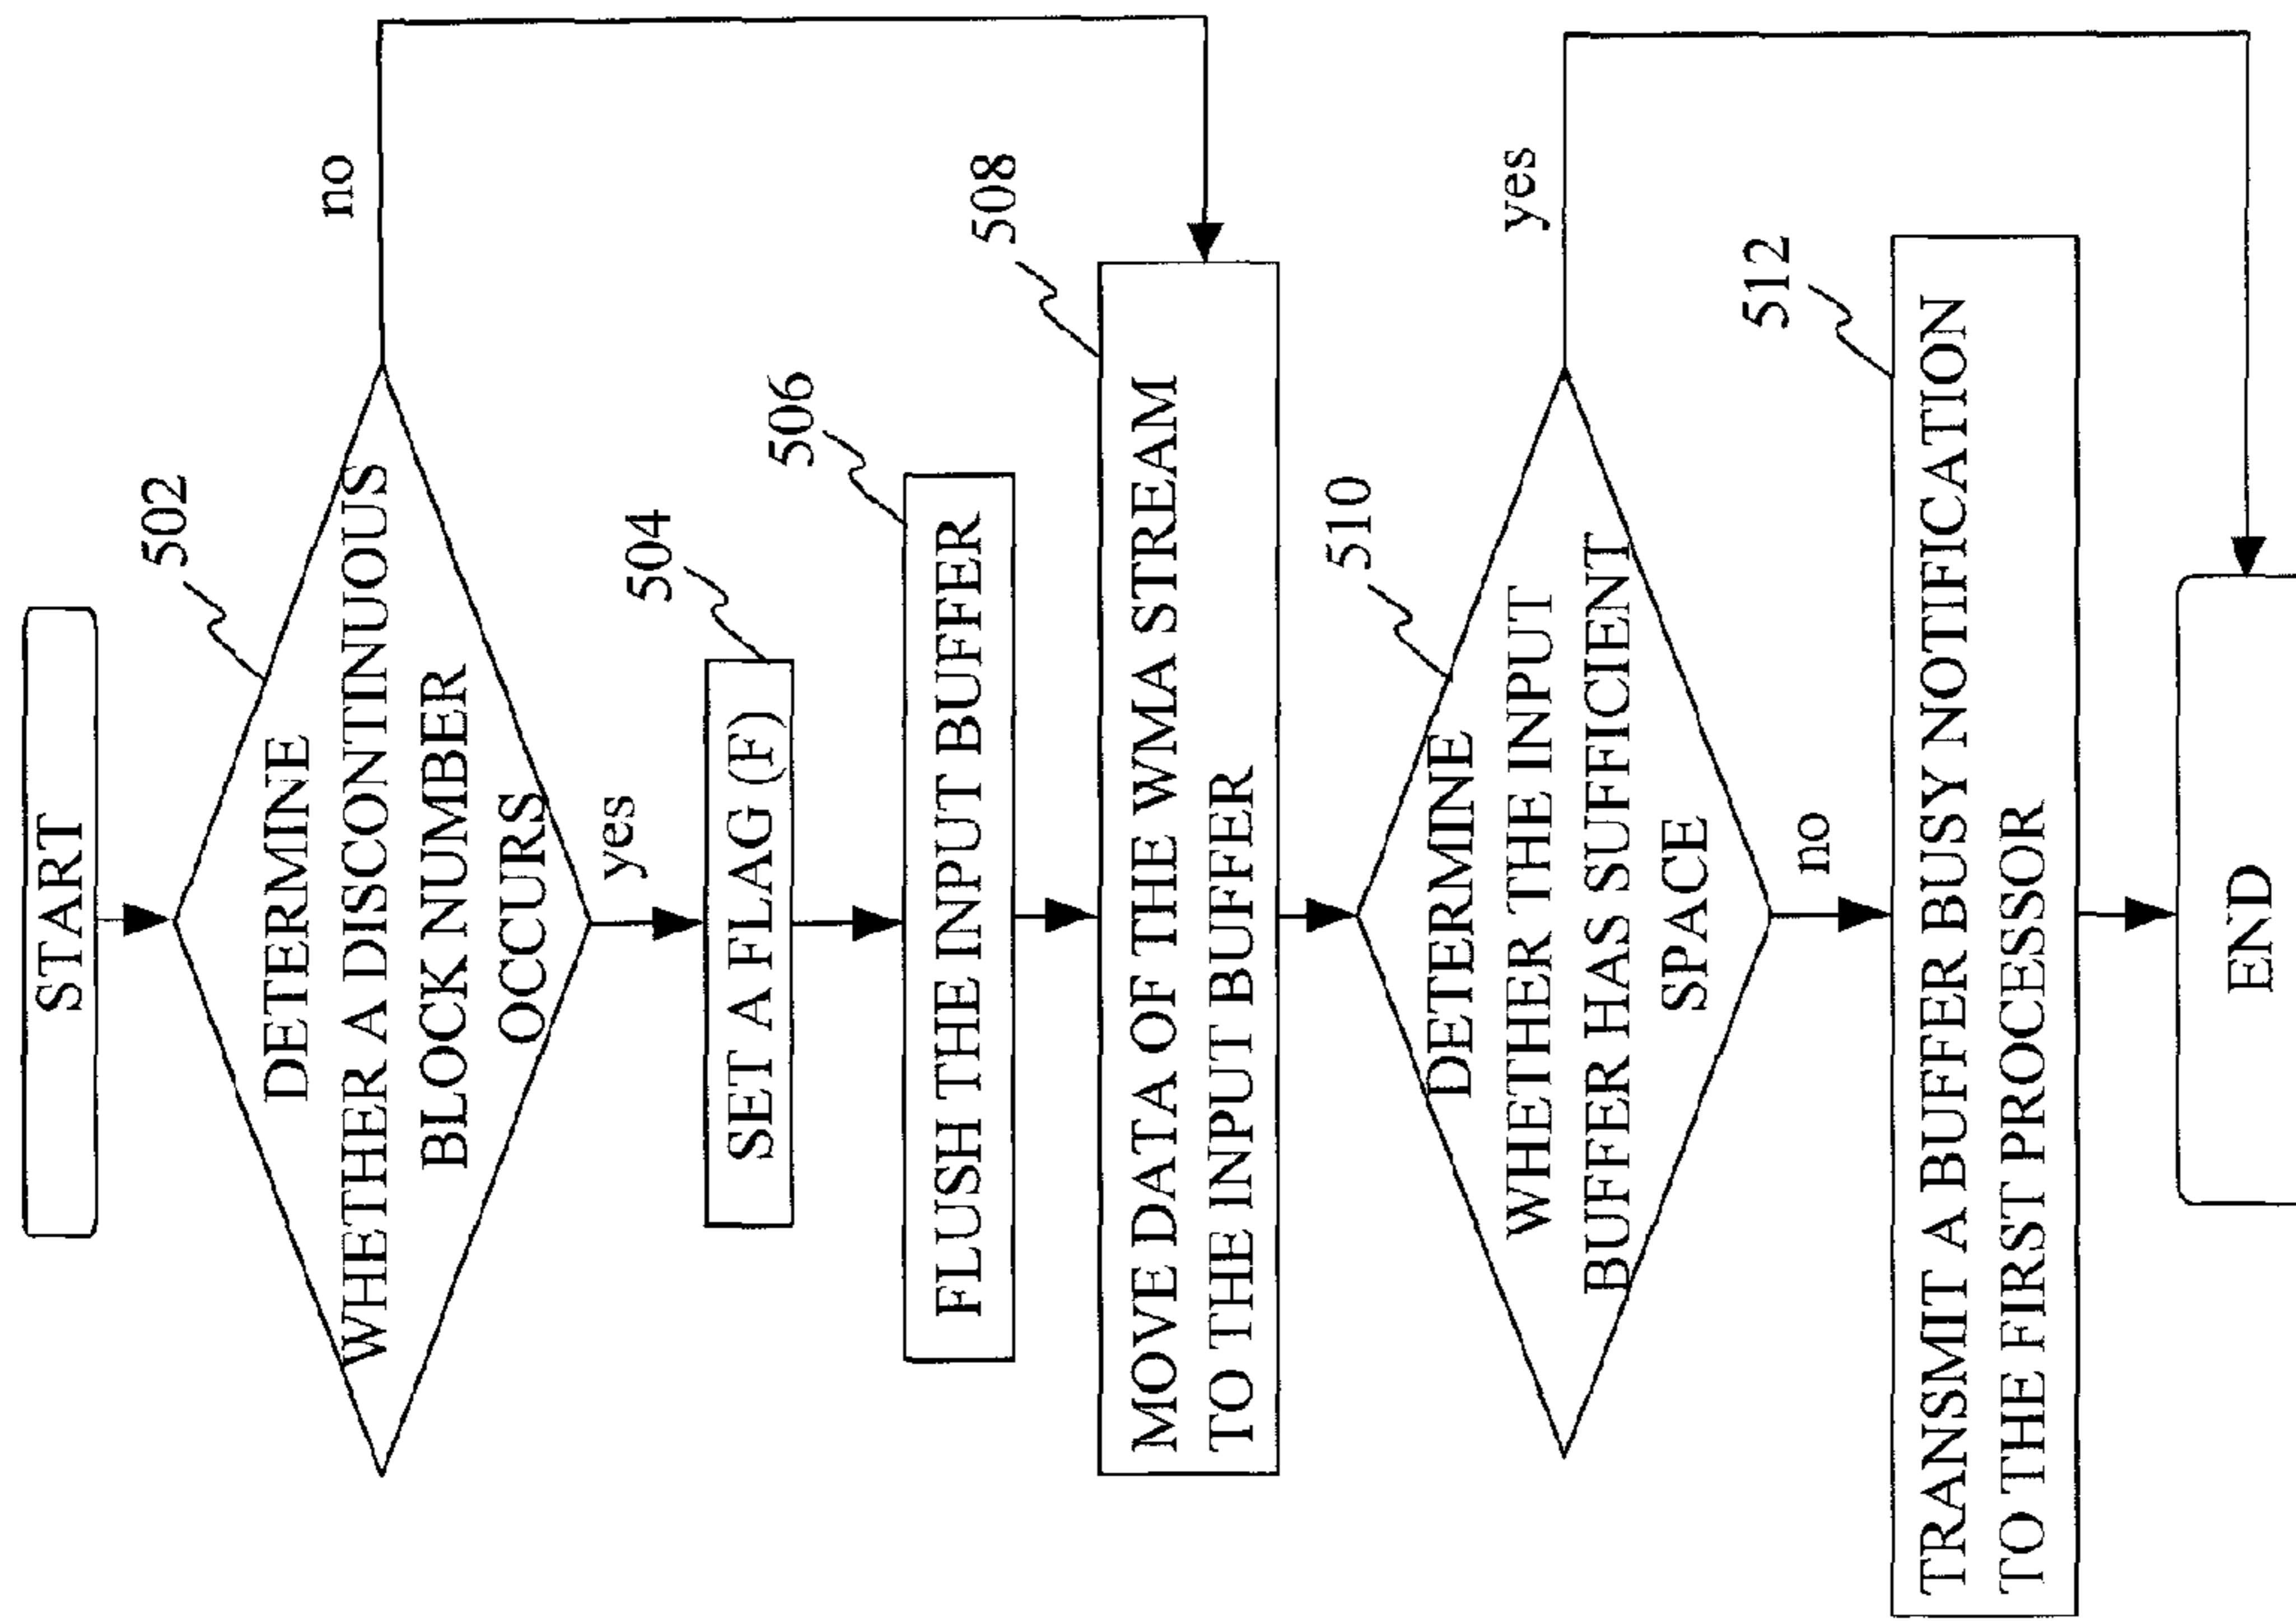 START
502
DETERMINE
WHETHER A DISCONTINUOUS
BLOCK NUMBER
OCCURS
no
yes
504
SET A FLAG (F)
506
FLUSH THE INPUT BUFFER
508
MOVE DATA OF THE WMA STREAM
TO THE INPUT BUFFER
510
DETERMINE
WHETHER THE INPUT
BUFFER HAS SUFFICIENT
SPACE
yes
no
512
TRANSMIT A BUFFER BUSY NOTIFICATION
TO THE FIRST PROCESSOR
END